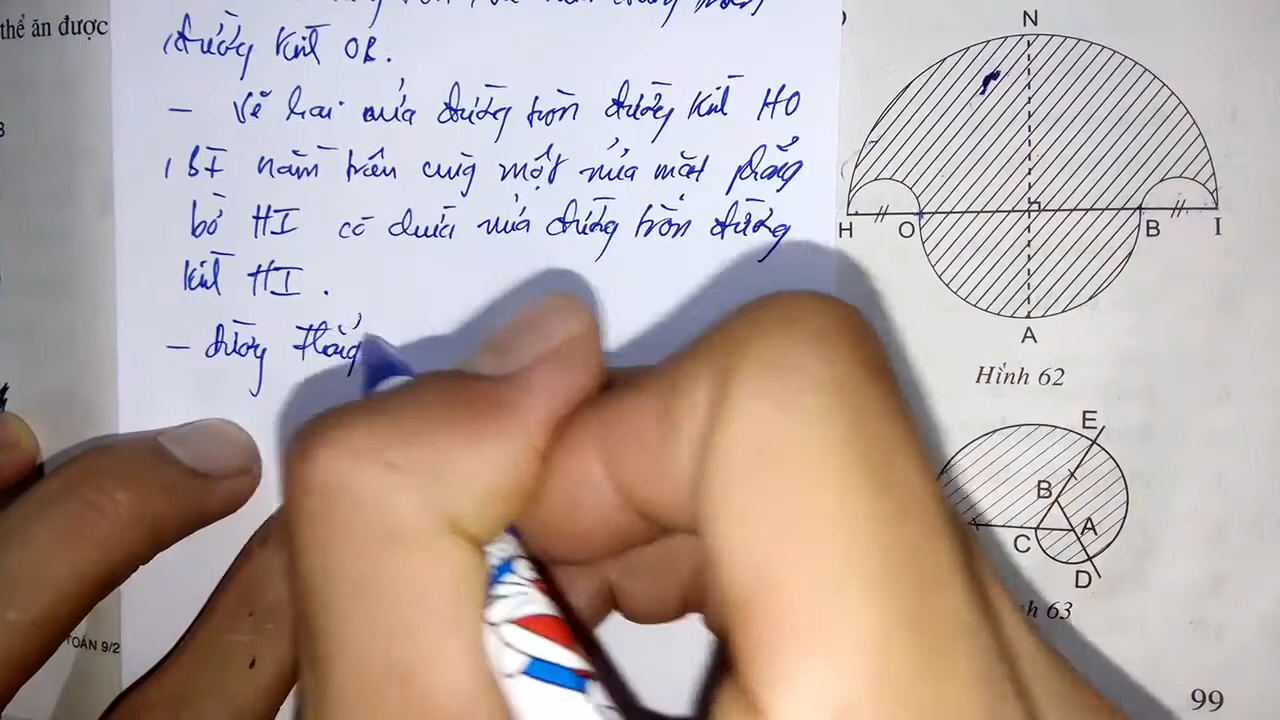 thể ăn được
đường kính OB.
– Vẽ hai nửa đường tròn đường kính HO
, BI nằm trên cùng một nửa mặt phẳng
bờ HI có chứa nửa đường tròn đường
kính HI.
– đường thẳng
N
H O B I
A
Hình 62
E
B
A
C
D
h 63
TOÁN 9/2
99